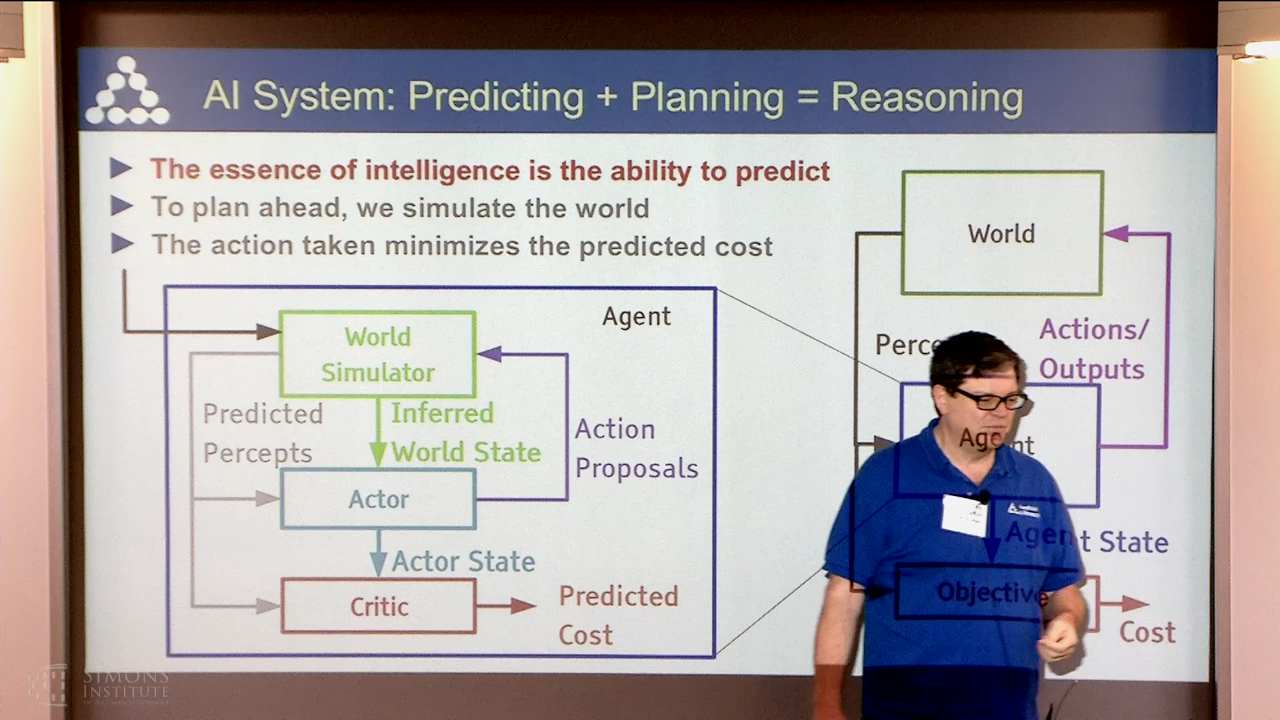 AI System: Predicting + Planning = Reasoning
The essence of intelligence is the ability to predict
To plan ahead, we simulate the world
The action taken minimizes the predicted cost
Agent
World
Simulator
Predicted
Percepts
Inferred
World State
Action
Proposals
Actor
Actor State
Critic
Predicted
Cost
World
Perce
Actions/
Outputs
Agent
Agent State
Objective
Cost
SIMONS
INSTITUTE